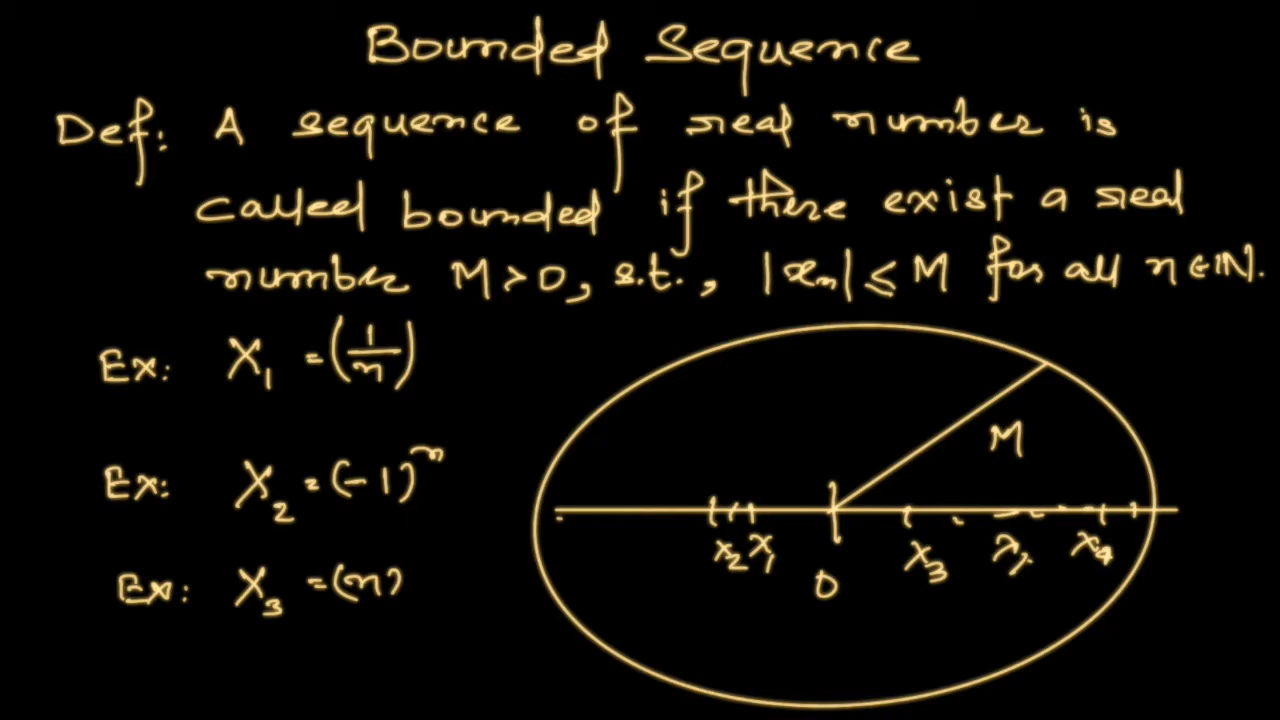 Bounded Sequence
Def: A sequence of real number is
called bounded if there exist a real
number M > 0, s.t., |xₙ| ≤ M for all n ∈ ℕ.
Ex: X₁ = (1/n)
Ex: X₂ = (-1)ⁿ
Ex: X₃ = (n)
M
x₂ x₁ x₃ x₄
0